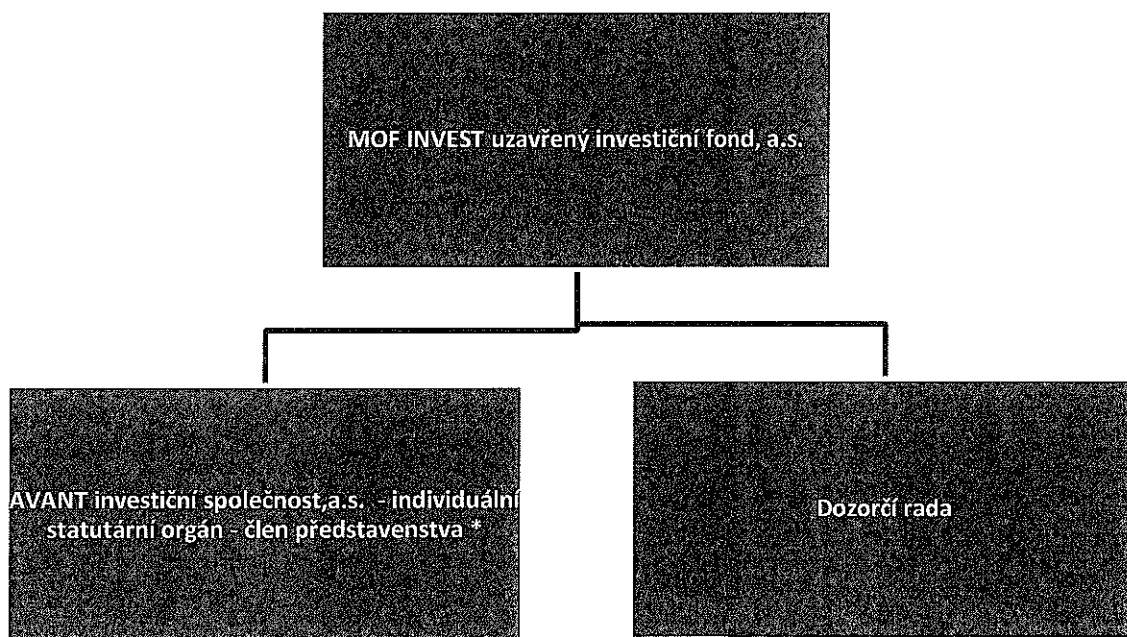 MOF INVEST uzavřený investiční fond, a.s.
AVANT investiční společnost,a.s.  - individuální
statutární orgán - člen představenstva *
Dozorčí rada